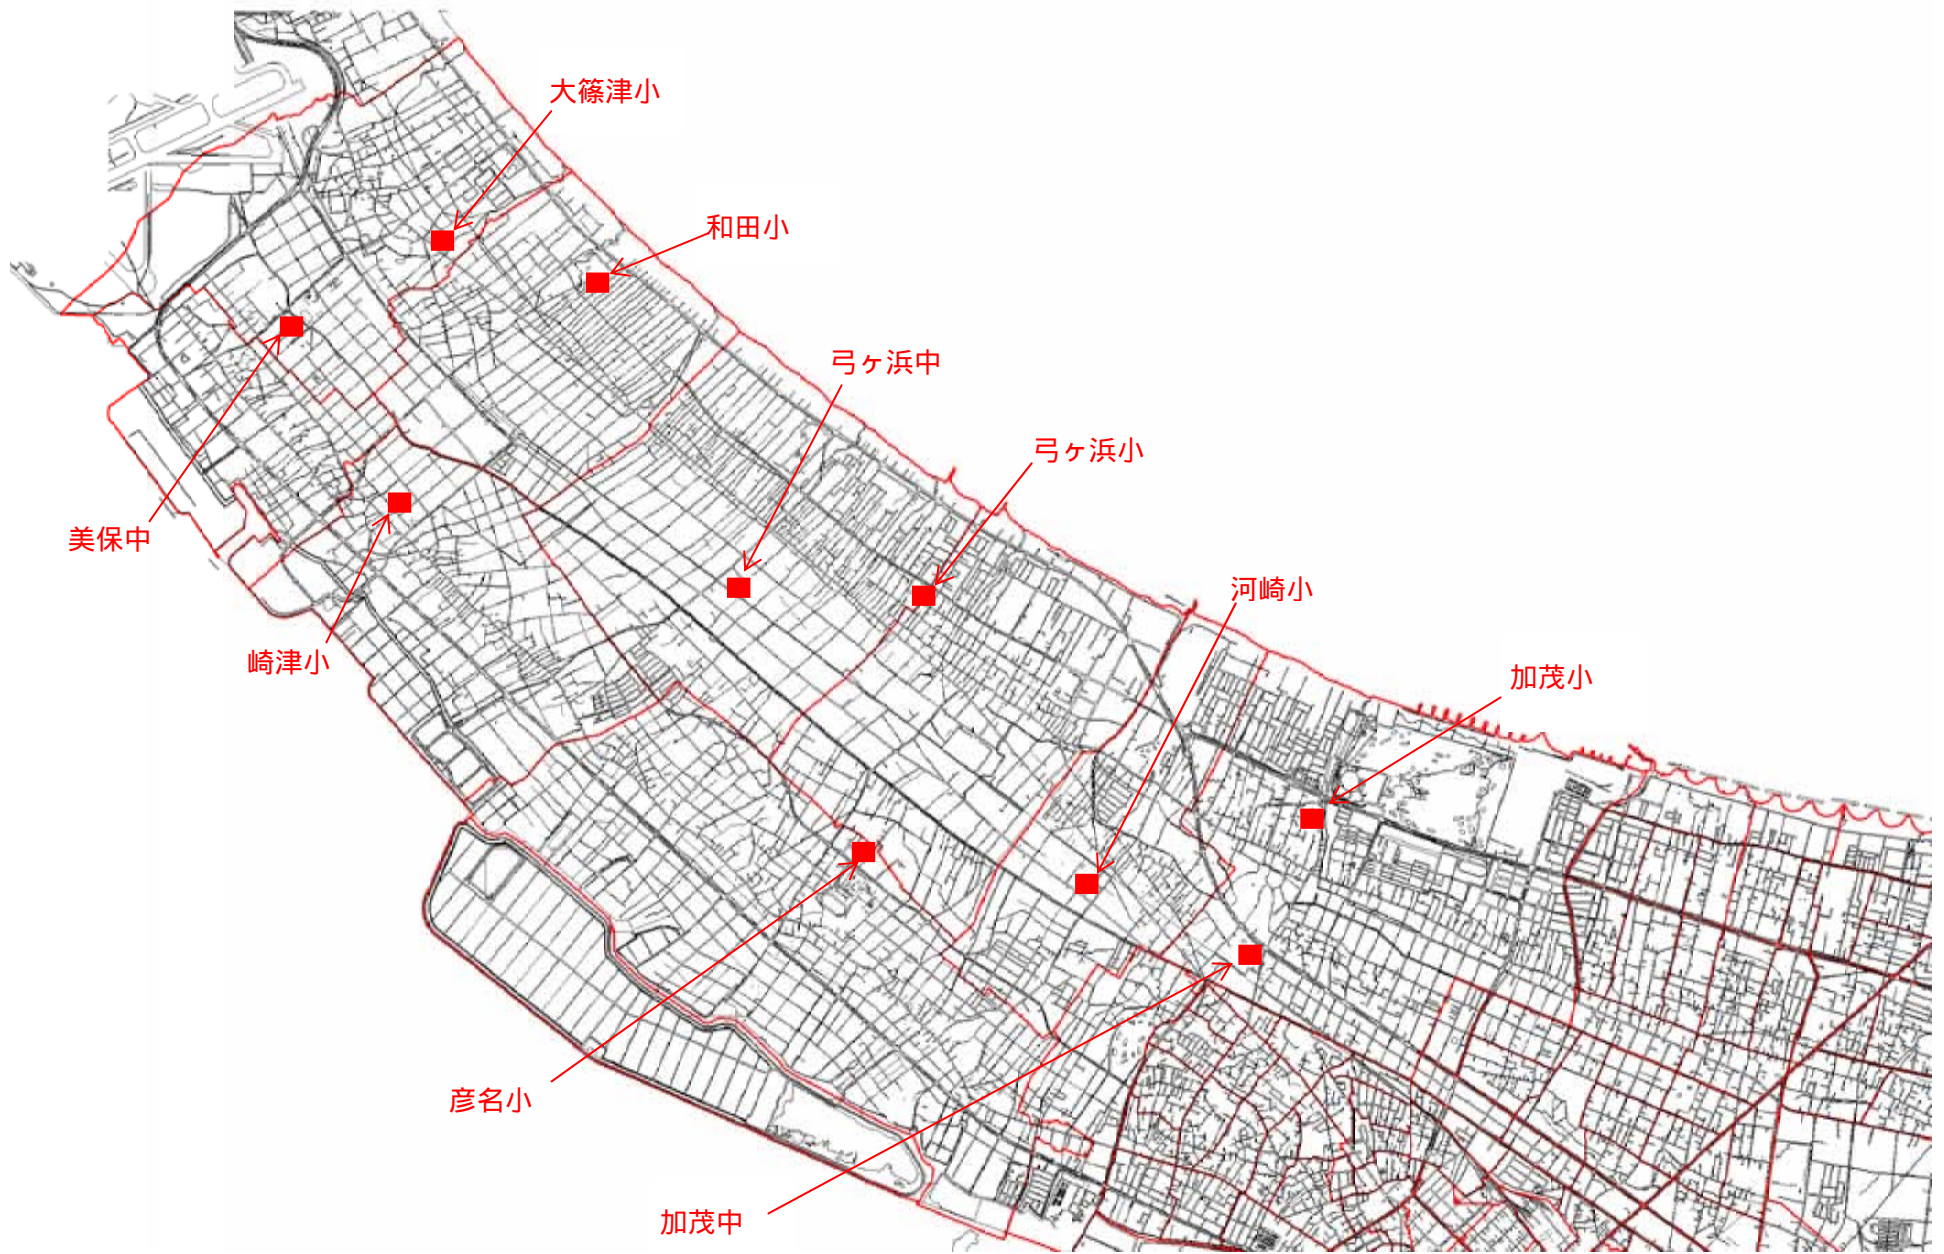 大篠津小
和田小
弓ヶ浜中
弓ヶ浜小
美保中
河崎小
崎津小
加茂小
彦名小
加茂中